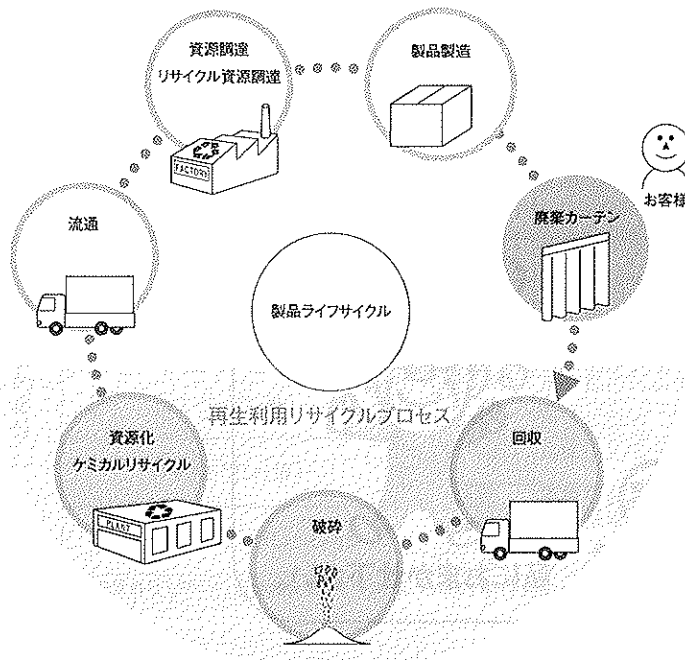 資源調達
リサイクル資源調達
FACTORY
製品製造
お客様
廃棄カーテン
流通
製品ライフサイクル
再生利用リサイクルプロセス
資源化
ケミカルリサイクル
PLANT
破砕
回収